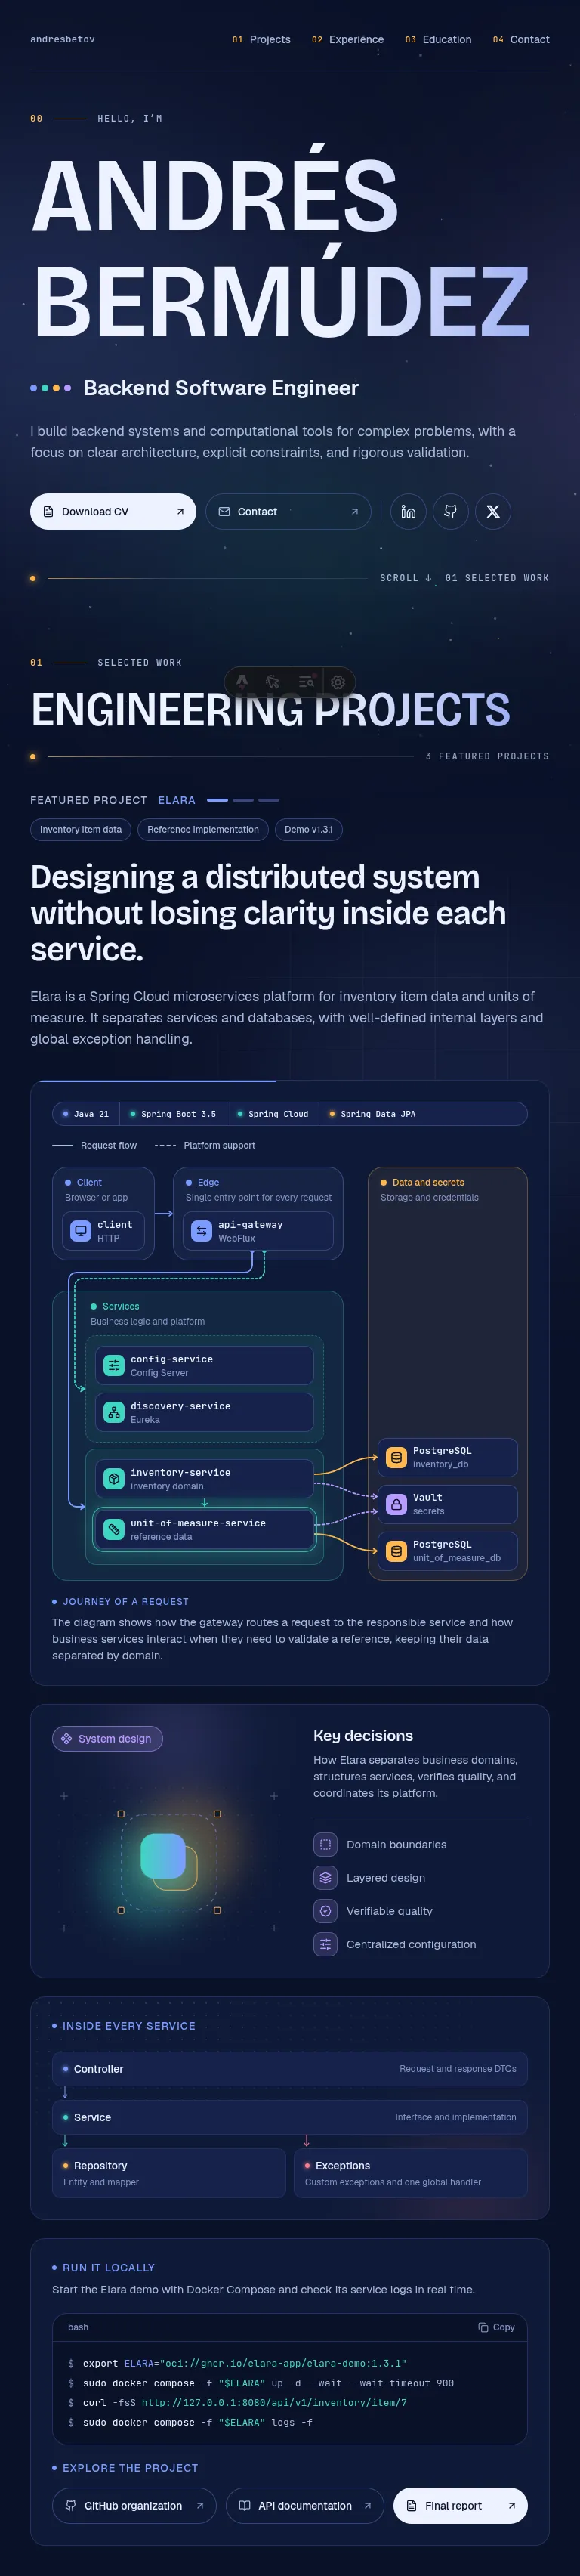 andresbetov
01 Projects 02 Experience 03 Education 04 Contact
00 HELLO, I'M
ANDRÉS
BERMÚDEZ
Backend Software Engineer
I build backend systems and computational tools for complex problems, with a
focus on clear architecture, explicit constraints, and rigorous validation.
Download CV
Contact
SCROLL ↓ 01 SELECTED WORK
01 SELECTED WORK
ENGINEERING PROJECTS
3 FEATURED PROJECTS
FEATURED PROJECT ELARA
Inventory item data
Reference implementation
Demo v1.3.1
Designing a distributed system
without losing clarity inside each
service.
Elara is a Spring Cloud microservices platform for inventory item data and units of
measure. It separates services and databases, with well-defined internal layers and
global exception handling.
Java 21
Spring Boot 3.5
Spring Cloud
Spring Data JPA
Request flow
Platform support
Client
Browser or app
client
HTTP
Edge
Single entry point for every request
api-gateway
WebFlux
Data and secrets
Storage and credentials
Services
Business logic and platform
config-service
Config Server
discovery-service
Eureka
inventory-service
Inventory domain
unit-of-measure-service
reference data
PostgreSQL
inventory_db
Vault
secrets
PostgreSQL
unit_of_measure_db
JOURNEY OF A REQUEST
The diagram shows how the gateway routes a request to the responsible service and how
business services interact when they need to validate a reference, keeping their data
separated by domain.
System design
Key decisions
How Elara separates business domains,
structures services, verifies quality, and
coordinates its platform.
Domain boundaries
Layered design
Verifiable quality
Centralized configuration
INSIDE EVERY SERVICE
Controller
Request and response DTOs
Service
Interface and implementation
Repository
Entity and mapper
Exceptions
Custom exceptions and one global handler
RUN IT LOCALLY
Start the Elara demo with Docker Compose and check its service logs in real time.
bash
Copy
$ export ELARA="oci://ghcr.io/elara-app/elara-demo:1.3.1"
$ sudo docker compose -f "$ELARA" up -d --wait --wait-timeout 900
$ curl -fsS http://127.0.0.1:8080/api/v1/inventory/item/7
$ sudo docker compose -f "$ELARA" logs -f
EXPLORE THE PROJECT
GitHub organization
API documentation
Final report